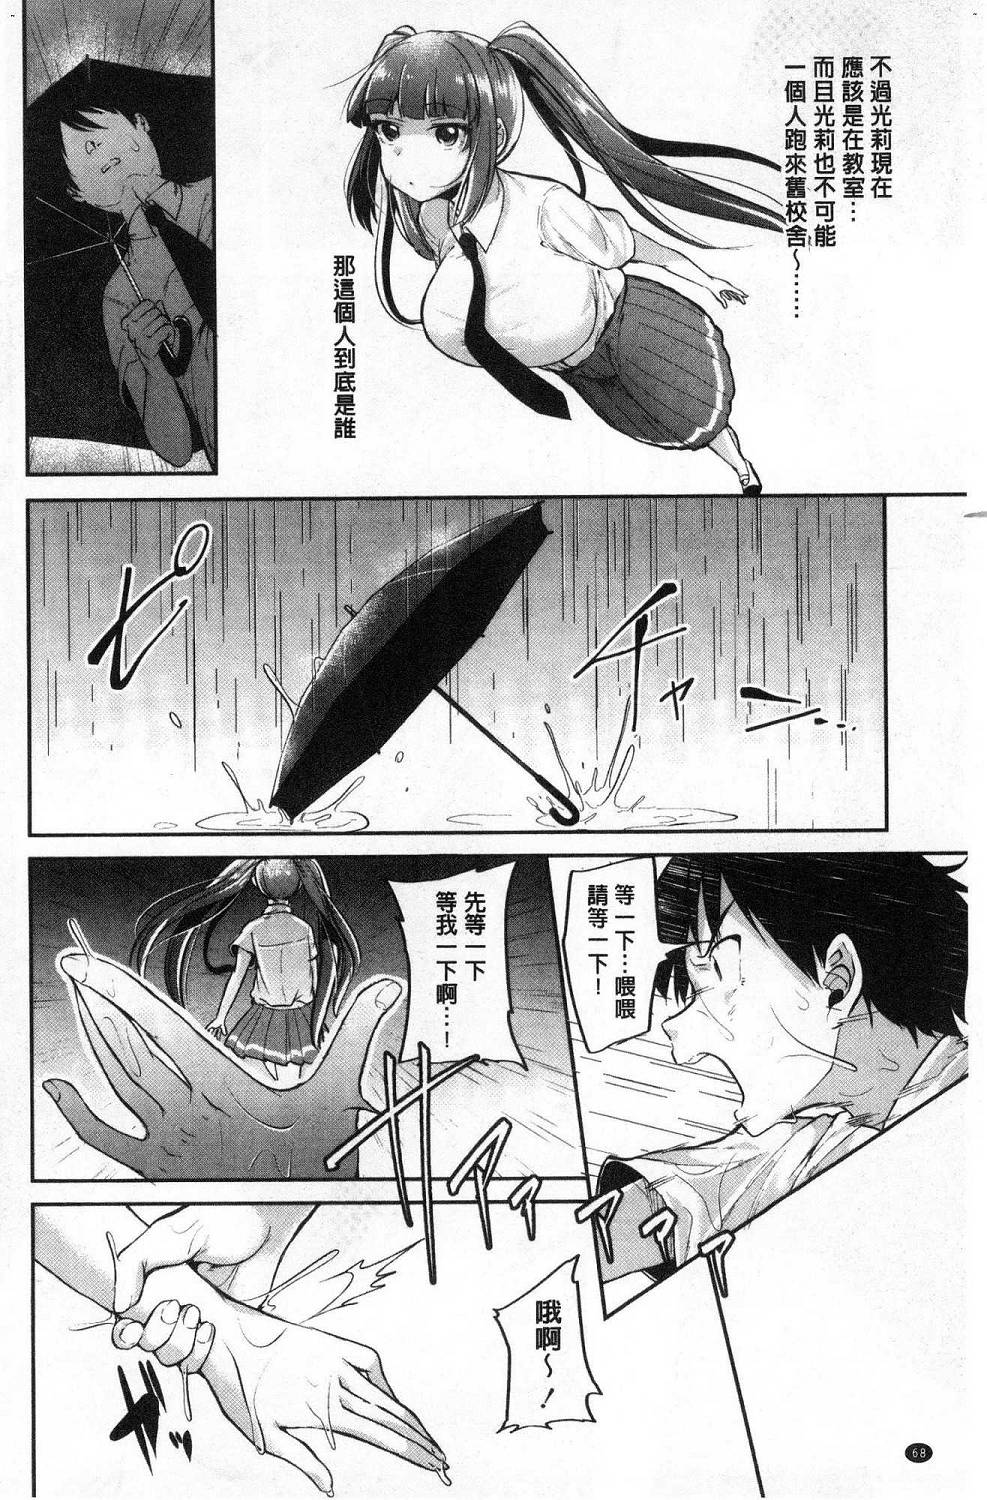 不過光莉現在
應該是在教室…
而且光莉也不可能
一個人跑來舊校舍～……
那這個人到底是誰
ピチャン…
等一下…喂喂
請等一下！
先等一下
等我一下啊…！
ザァァァァァ
哦啊～！
ガッ
68